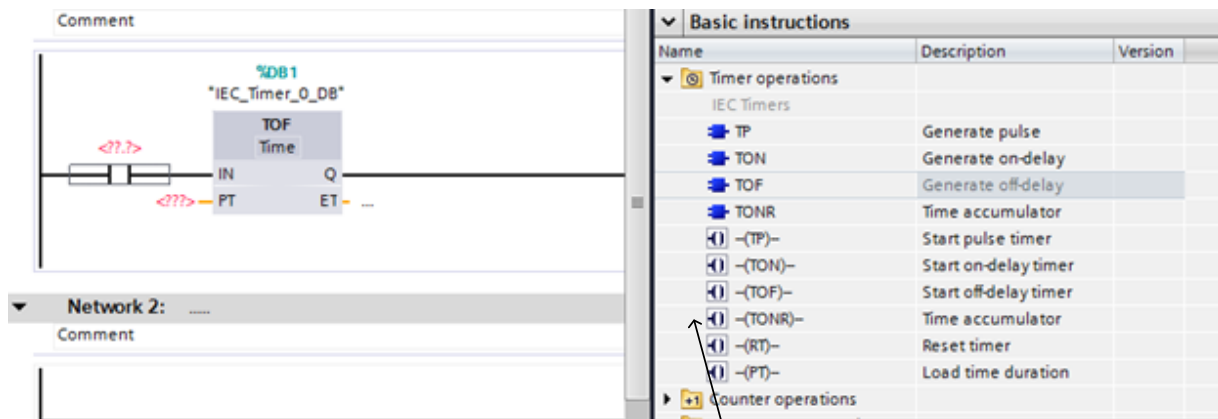 Comment
%DB1
"IEC_Timer_0_DB"
TOF
Time
<??.?>
IN Q
<???> PT ET ...
Network 2: ......
Comment
Basic instructions
Name Description Version
Timer operations
IEC Timers
TP Generate pulse
TON Generate on-delay
TOF Generate off-delay
TONR Time accumulator
-(TP)- Start pulse timer
-(TON)- Start on-delay timer
-(TOF)- Start off-delay timer
-(TONR)- Time accumulator
-(RT)- Reset timer
-(PT)- Load time duration
+1 Counter operations